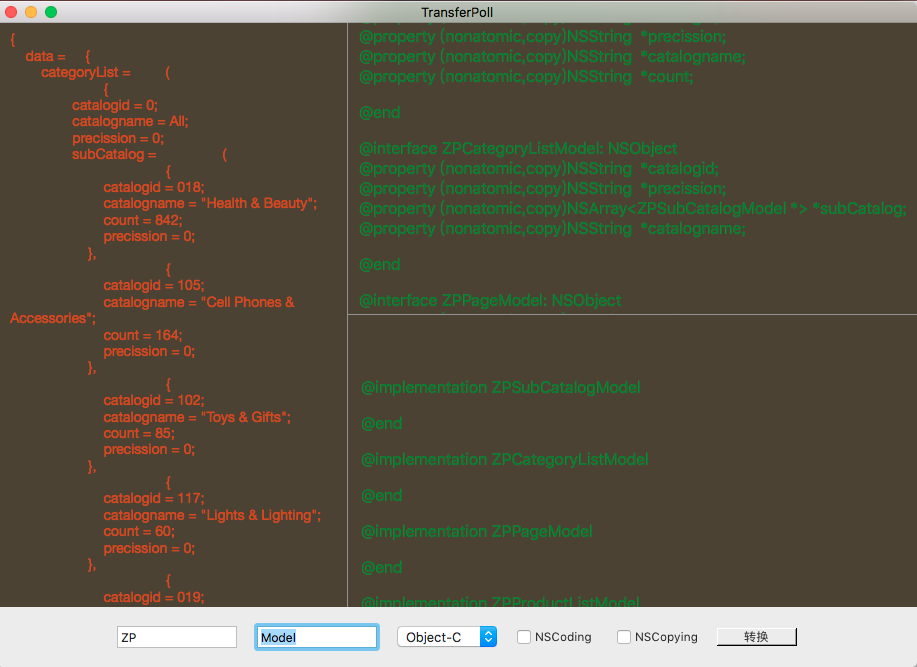 TransferPoll
{
data = {
categoryList = (
{
catalogid = 0;
catalogname = All;
precission = 0;
subCatalog = (
{
catalogid = 018;
catalogname = "Health & Beauty";
count = 842;
precission = 0;
},
{
catalogid = 105;
catalogname = "Cell Phones &
Accessories";
count = 164;
precission = 0;
},
{
catalogid = 102;
catalogname = "Toys & Gifts";
count = 85;
precission = 0;
},
{
catalogid = 117;
catalogname = "Lights & Lighting";
count = 60;
precission = 0;
},
{
catalogid = 019;
@property (nonatomic,copy)NSString *precission;
@property (nonatomic,copy)NSString *catalogname;
@property (nonatomic,copy)NSString *count;
@end
@interface ZPCategoryListModel: NSObject
@property (nonatomic,copy)NSString *catalogid;
@property (nonatomic,copy)NSString *precission;
@property (nonatomic,copy)NSArray<ZPSubCatalogModel *> *subCatalog;
@property (nonatomic,copy)NSString *catalogname;
@end
@interface ZPPageModel: NSObject
@implementation ZPSubCatalogModel
@end
@implementation ZPCategoryListModel
@end
@implementation ZPPageModel
@end
@implementation ZPProductListModel
ZP
Model
Object-C
NSCoding
NSCopying
转换